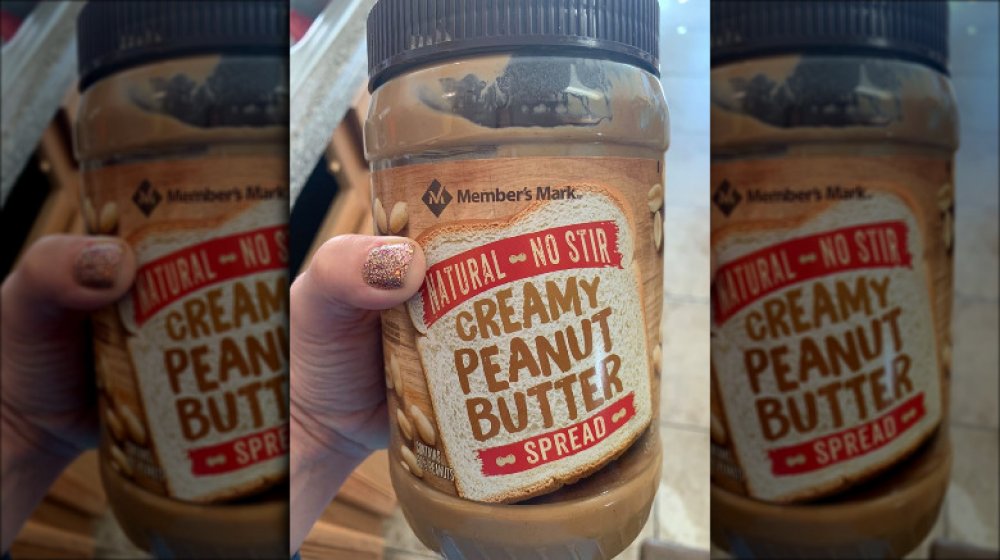 Member's Mark
NATURAL NO STIR
CREAMY
PEANUT
BUTTER
SPREAD